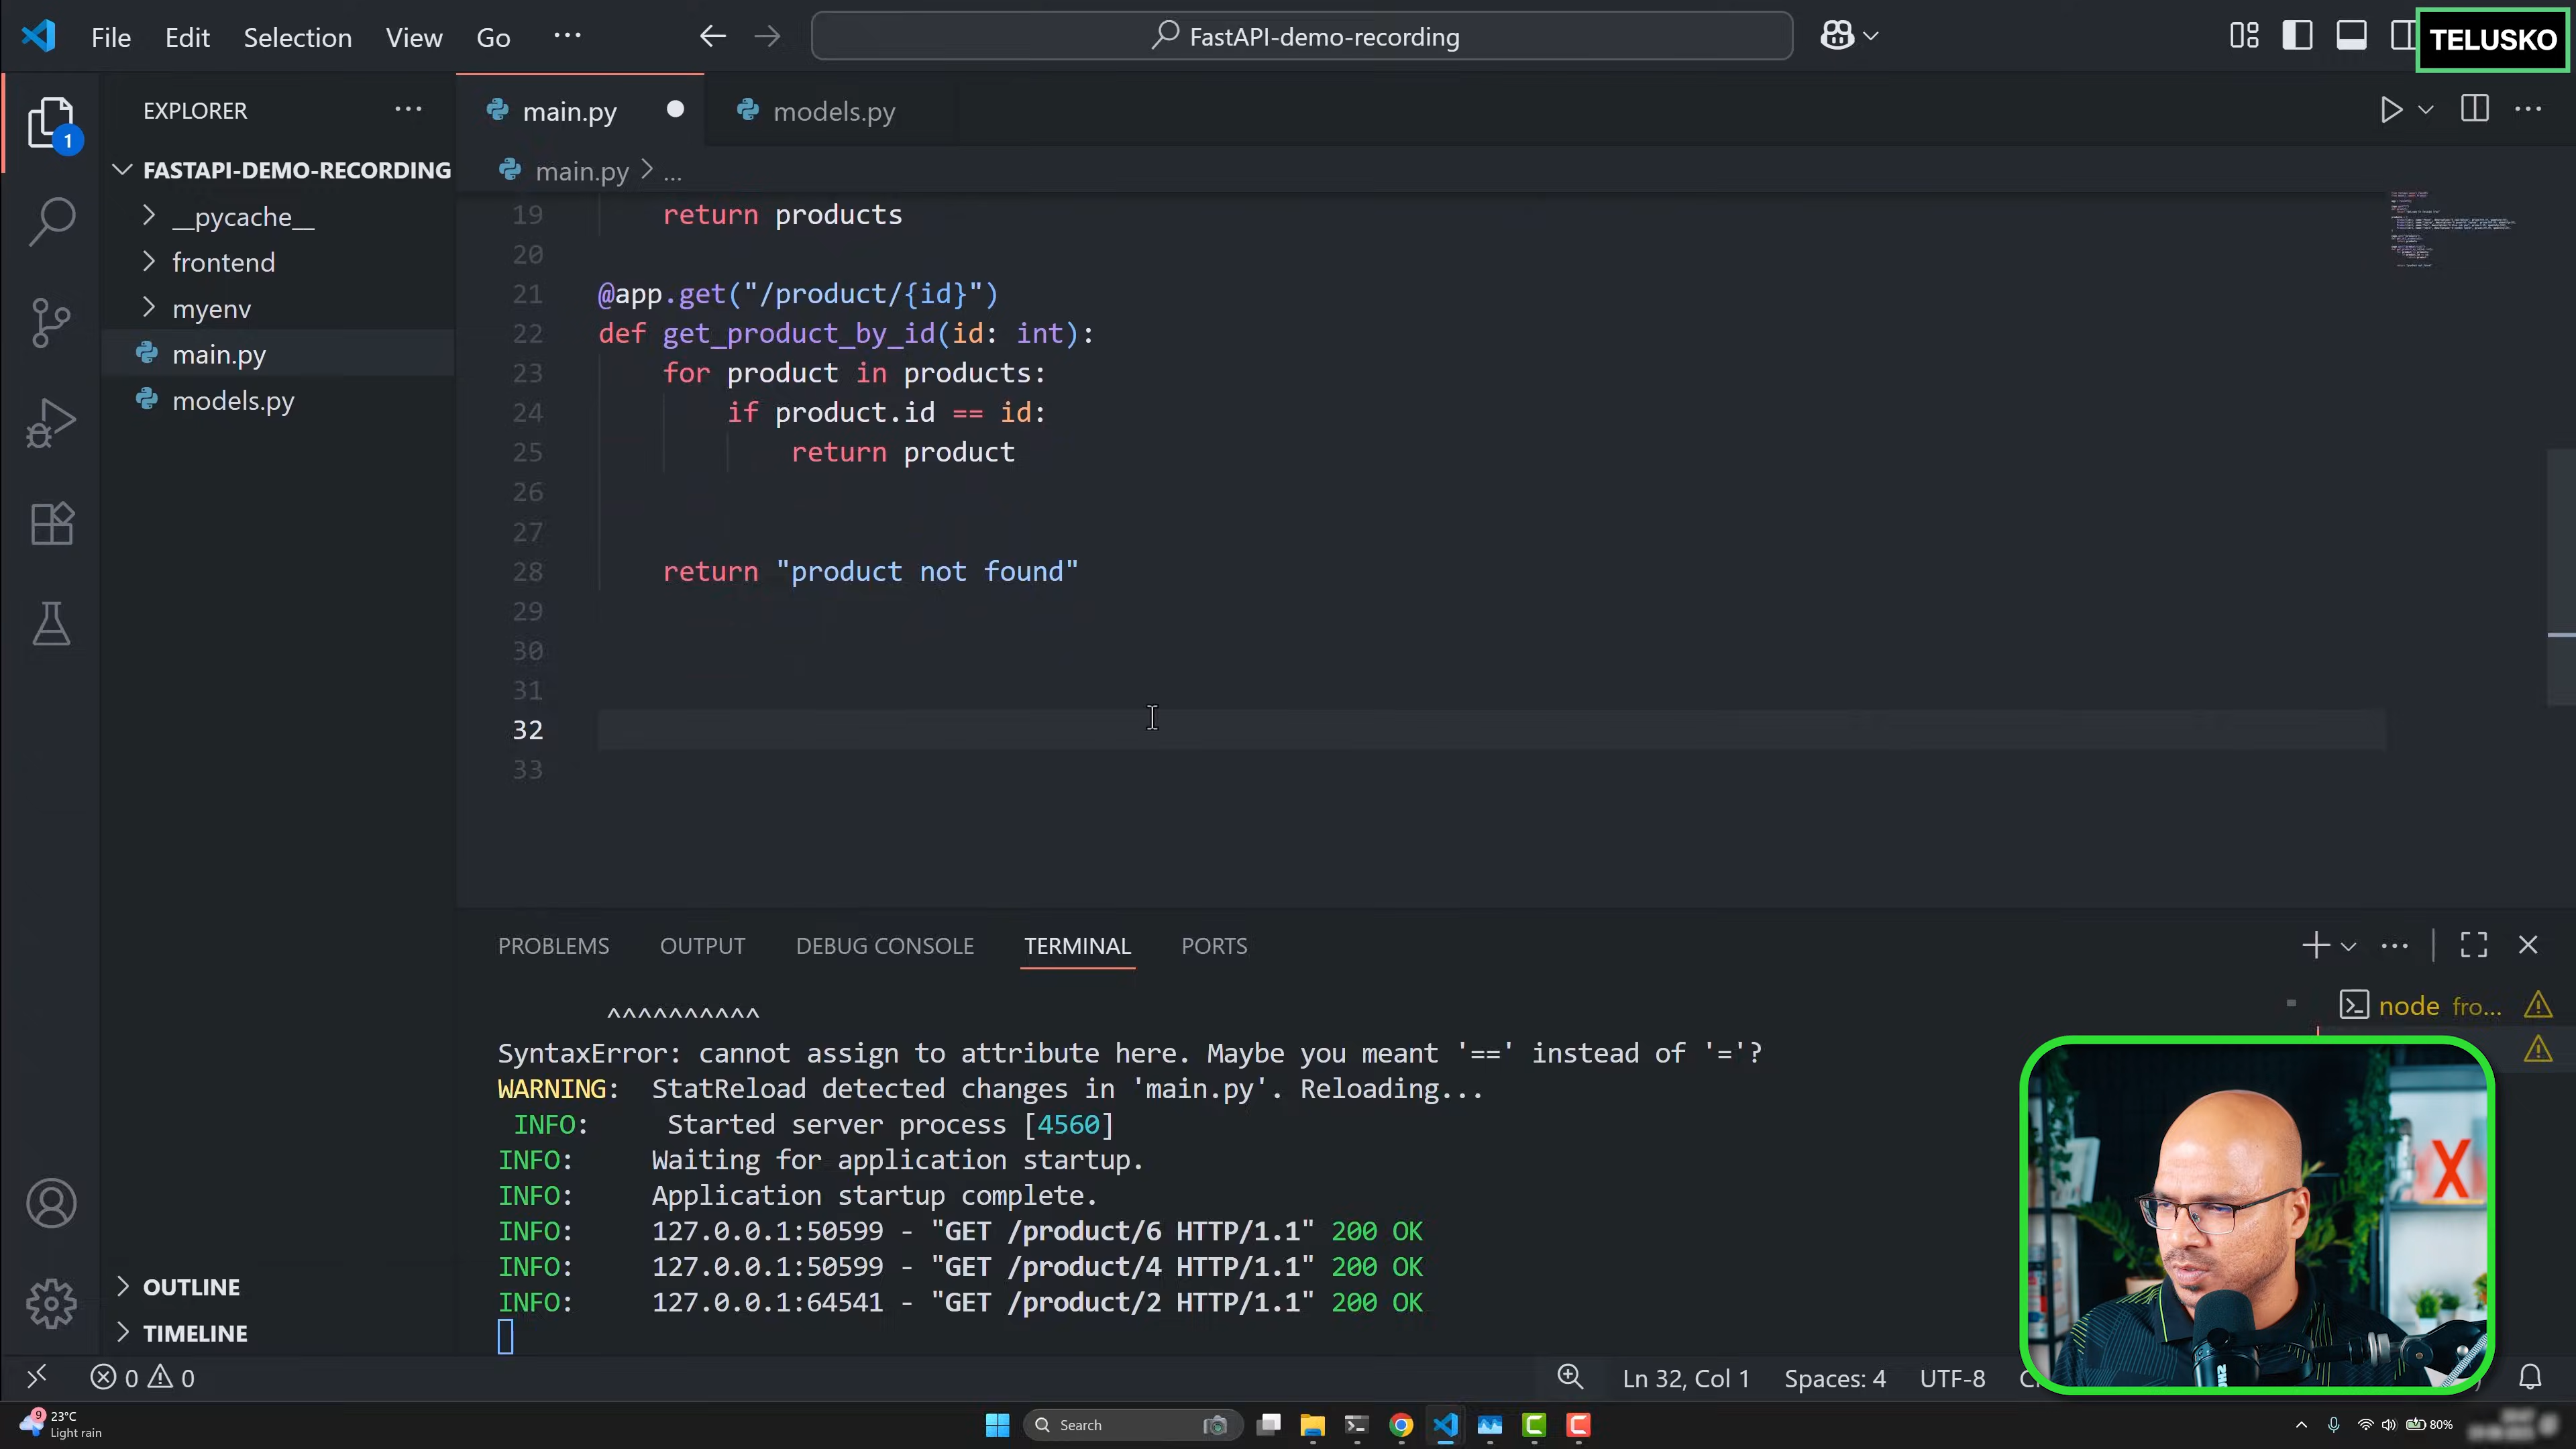 File Edit Selection View Go ··· FastAPI-demo-recording TELUSKO
EXPLORER ···
1
main.py models.py
FASTAPI-DEMO-RECORDING
main.py > ...
__pycache__
frontend
myenv
main.py
models.py
19 return products
20
21 @app.get("/product/{id}")
22 def get_product_by_id(id: int):
23 for product in products:
24 if product.id == id:
25 return product
26
27
28 return "product not found"
29
30
31
32
33
PROBLEMS OUTPUT DEBUG CONSOLE TERMINAL PORTS
^^^^^^^^^^
node fro...
SyntaxError: cannot assign to attribute here. Maybe you meant '==' instead of '='?
WARNING: StatReload detected changes in 'main.py'. Reloading...
INFO: Started server process [4560]
INFO: Waiting for application startup.
INFO: Application startup complete.
INFO: 127.0.0.1:50599 - "GET /product/6 HTTP/1.1" 200 OK
INFO: 127.0.0.1:50599 - "GET /product/4 HTTP/1.1" 200 OK
INFO: 127.0.0.1:64541 - "GET /product/2 HTTP/1.1" 200 OK
OUTLINE
TIMELINE
0 0 Ln 32, Col 1 Spaces: 4 UTF-8
9 23°C
Light rain
Search
80%